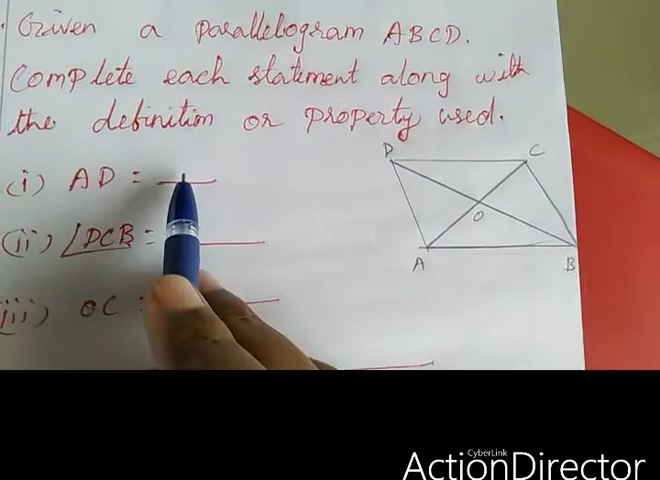 Given a parallelogram ABCD.
Complete each statement along with
the definition or property used.
(i) AD =
(ii) ∠DCB =
(iii) OC
D C
O
A B
CyberLink
ActionDirector